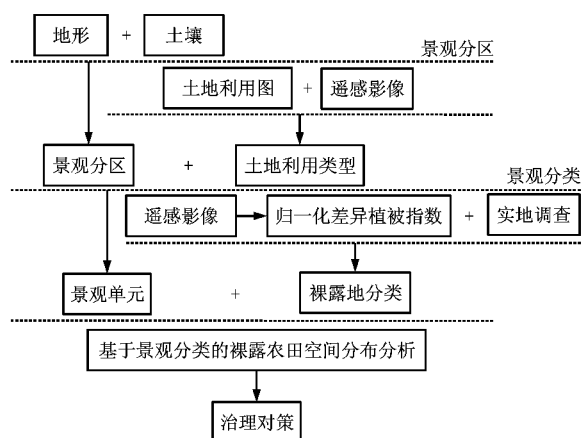 地形 + 土壤
景观分区
土地利用图 + 遥感影像
景观分区 + 土地利用类型
景观分类
遥感影像 归一化差异植被指数 + 实地调查
景观单元 + 裸露地分类
基于景观分类的裸露农田空间分布分析
治理对策